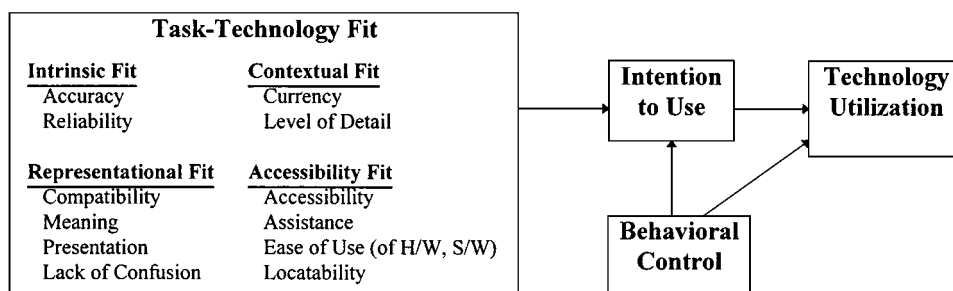 Task-Technology Fit
Intrinsic Fit
Accuracy
Reliability
Contextual Fit
Currency
Level of Detail
Representational Fit
Compatibility
Meaning
Presentation
Lack of Confusion
Accessibility Fit
Accessibility
Assistance
Ease of Use (of H/W, S/W)
Locatability
Intention
to Use
Technology
Utilization
Behavioral
Control